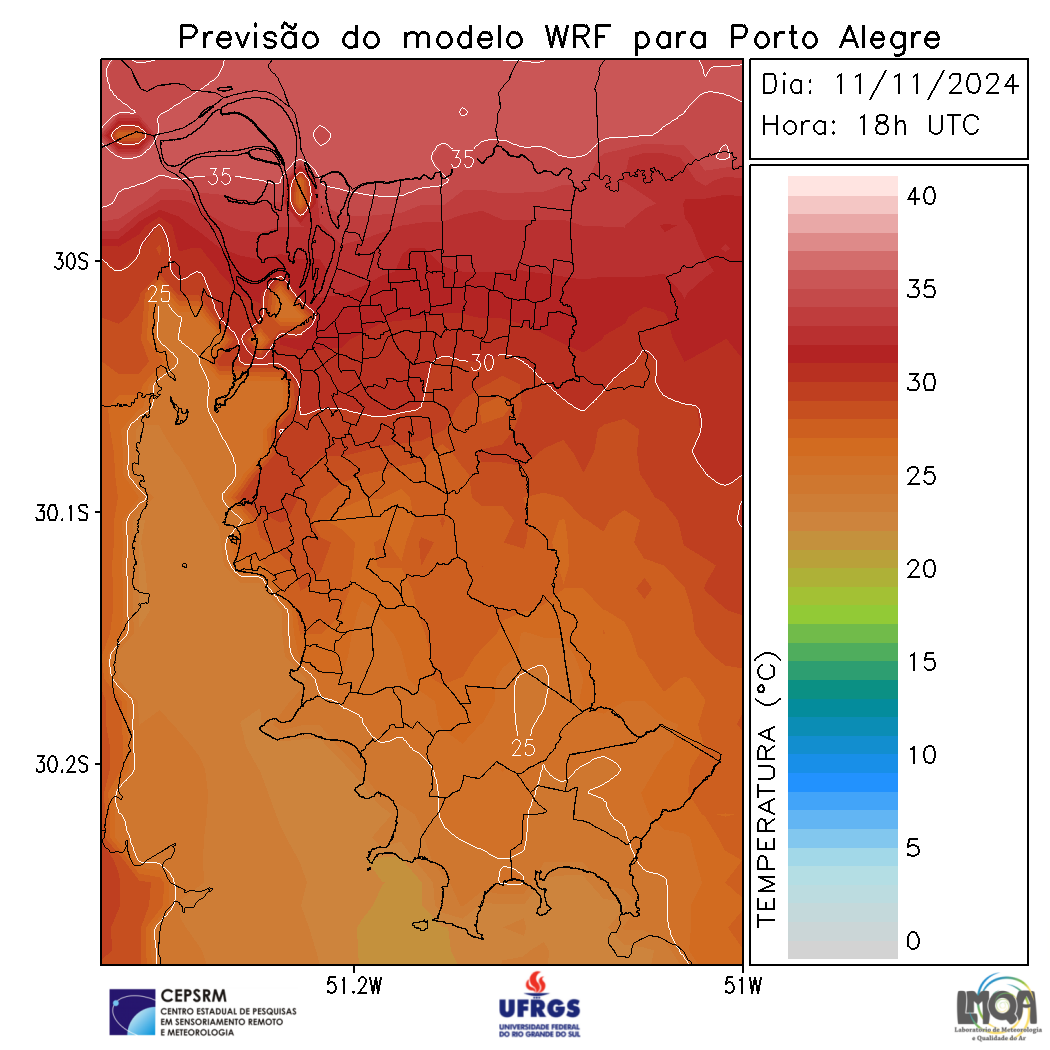 Previsão do modelo WRF para Porto Alegre
Dia: 11/11/2024
Hora: 18h UTC
35
35
30S
25
30
30.1S
25
30.2S
51.2W
51W
TEMPERATURA (°C)
40
35
30
25
20
15
10
5
0
CEPSRM
CENTRO ESTADUAL DE PESQUISAS
EM SENSORIAMENTO REMOTO
E METEOROLOGIA
UFRGS
UNIVERSIDADE FEDERAL
DO RIO GRANDE DO SUL
LMQA
Laboratório de Meteorologia
e Qualidade do Ar